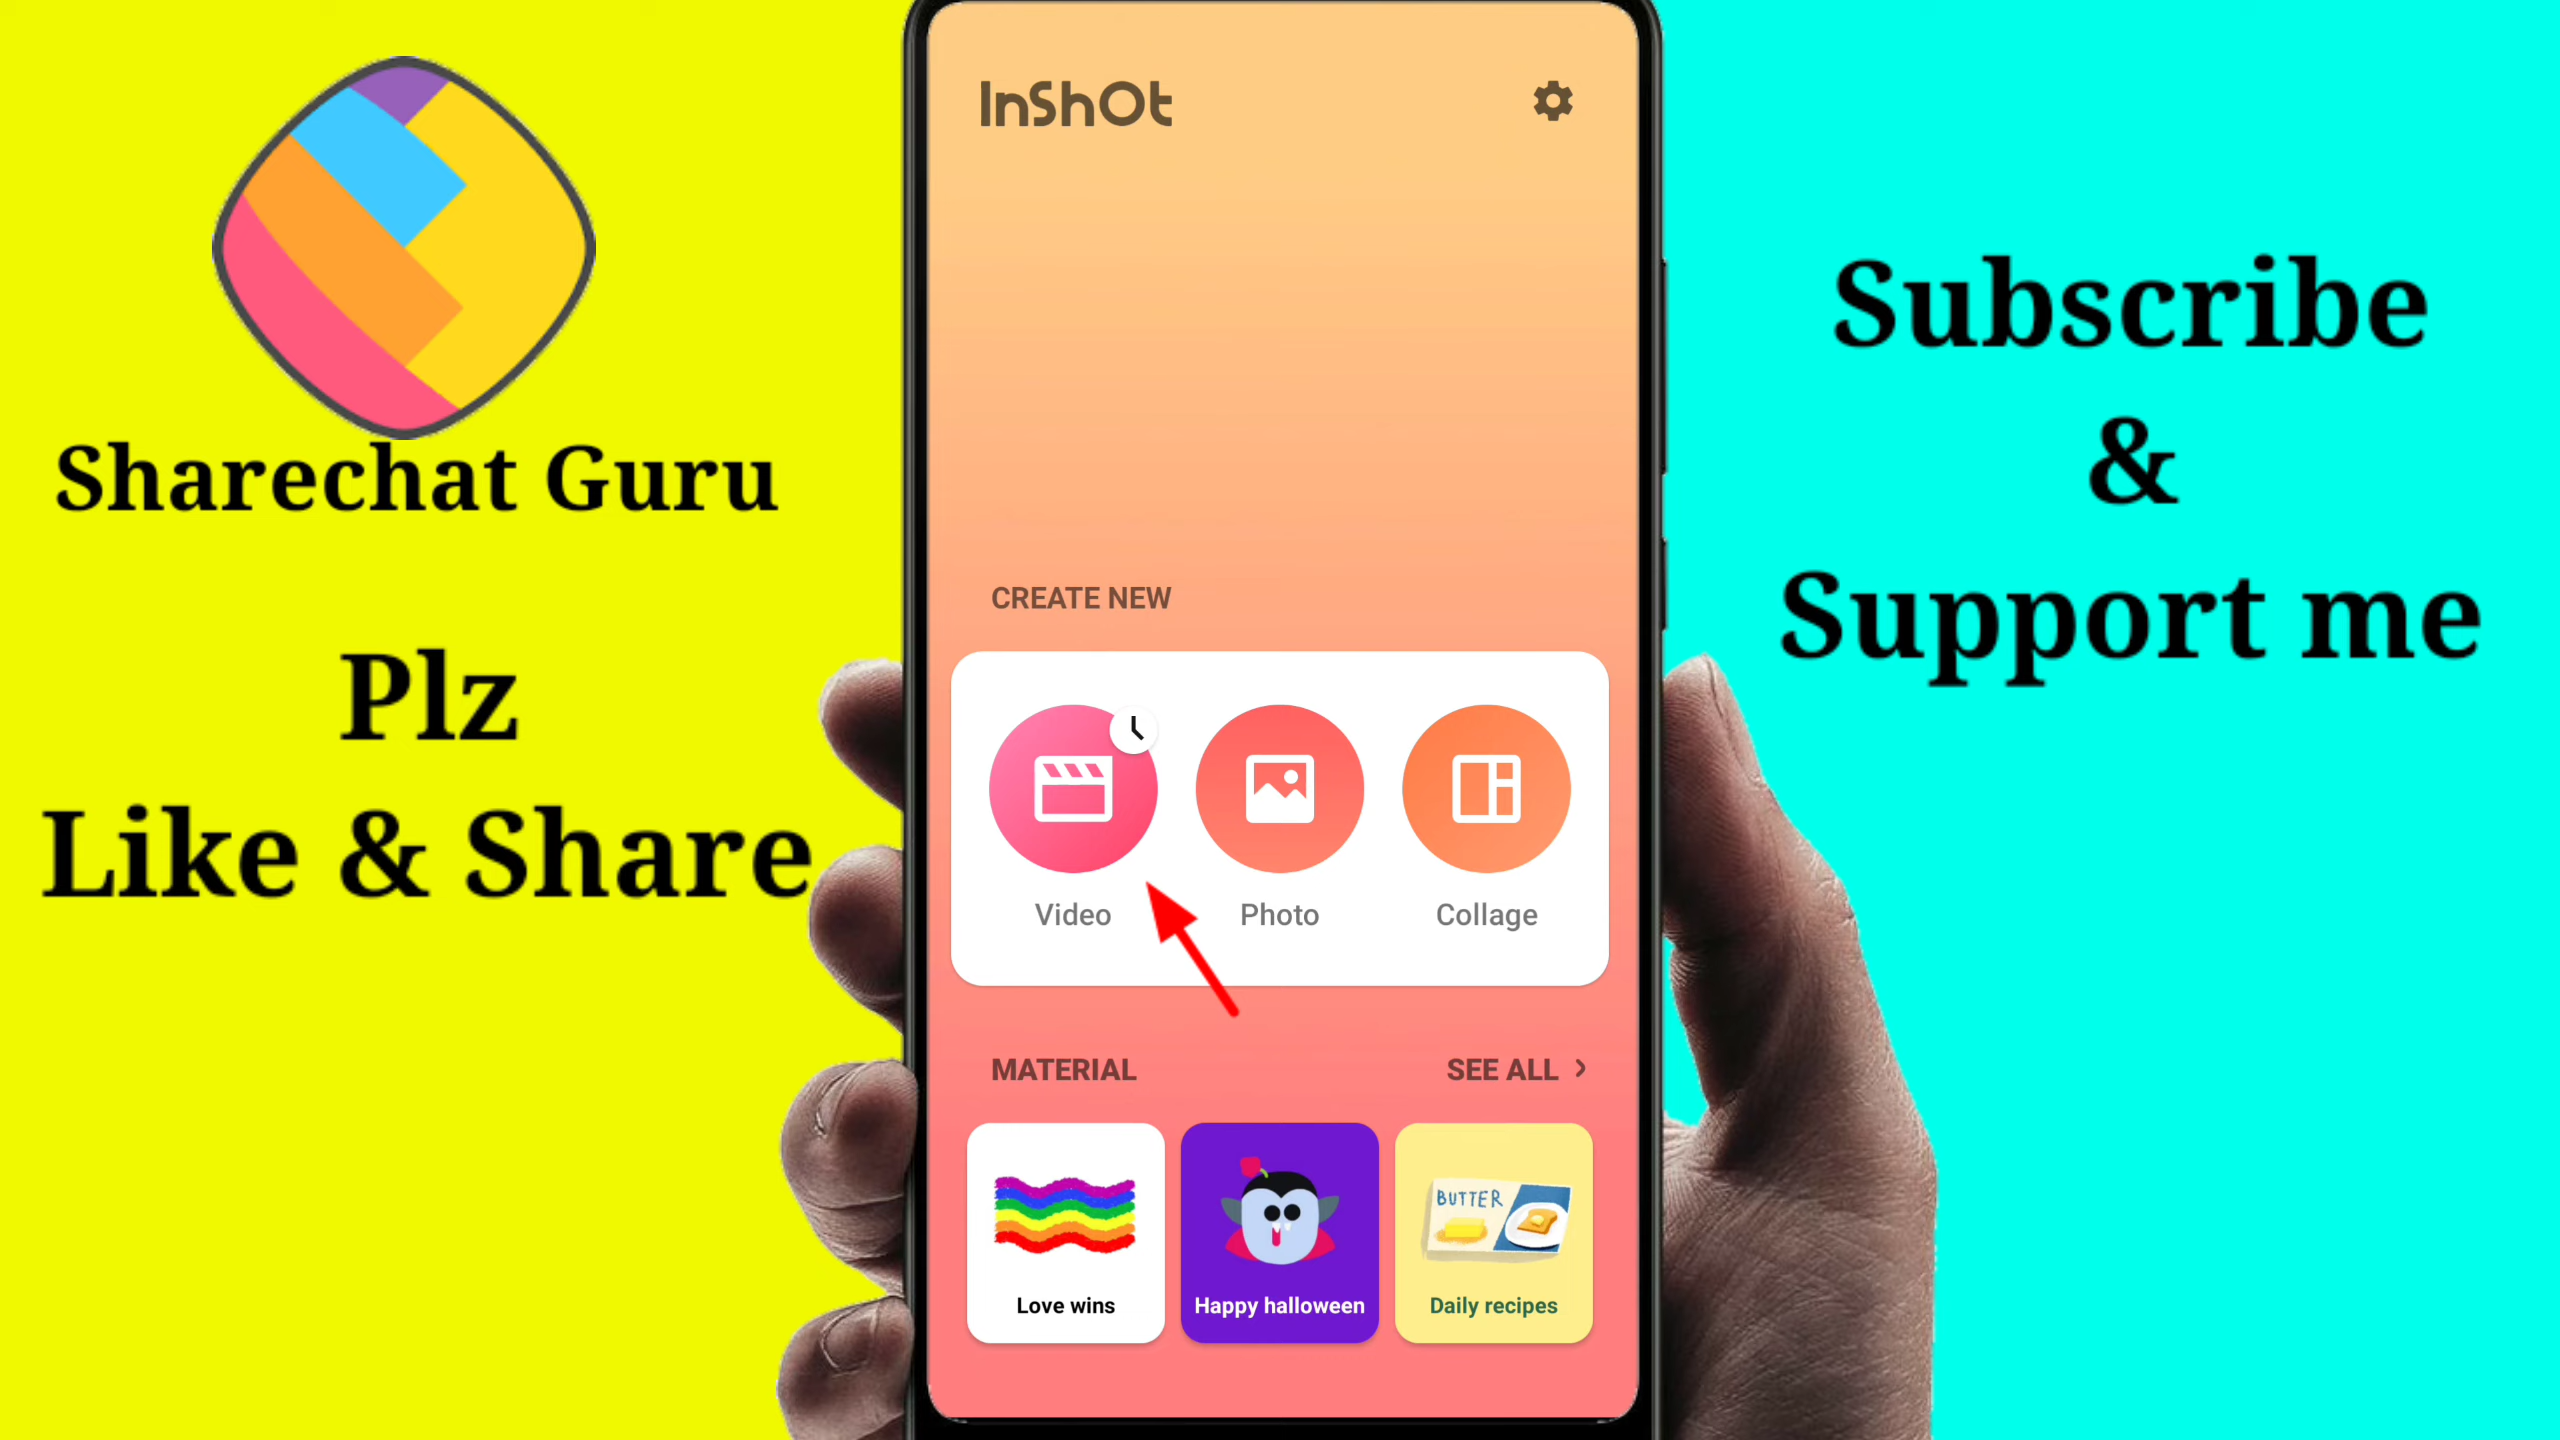 Sharechat Guru
Plz
Like & Share
InShOt
CREATE NEW
Video
Photo
Collage
MATERIAL
SEE ALL >
BUTTER
Love wins
Happy halloween
Daily recipes
Subscribe
&
Support me